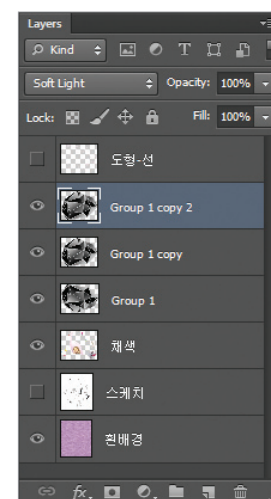 Layers
Kind
Soft Light Opacity: 100%
Lock: Fill: 100%
도형-선
Group 1 copy 2
Group 1 copy
Group 1
채색
스케치
흰배경
fx.